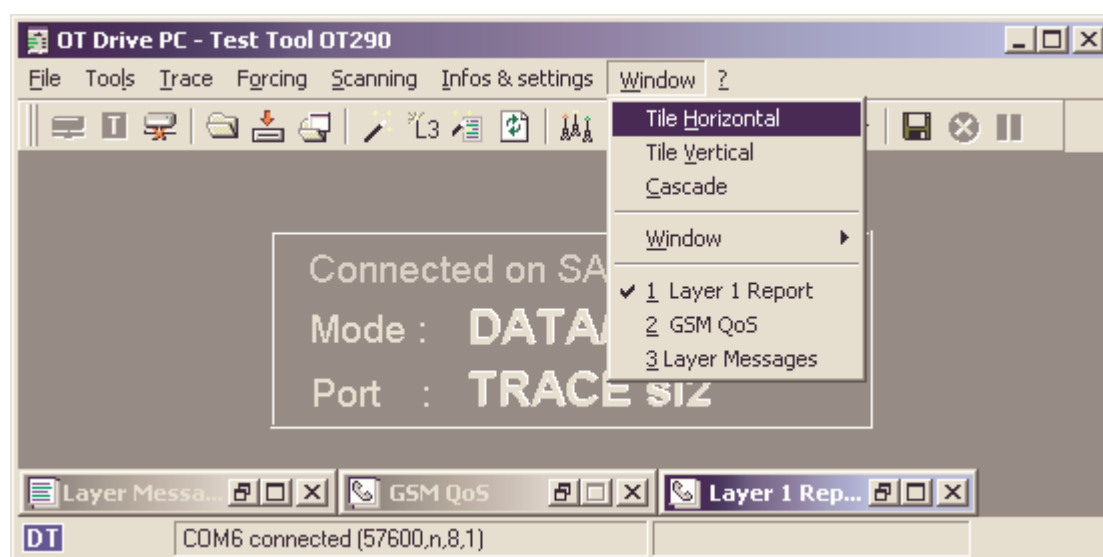 OT Drive PC - Test Tool OT290
File Tools Trace Forcing Scanning Infos & settings Window ?
T L3
Tile Horizontal
Tile Vertical
Cascade
Window
1 Layer 1 Report
2 GSM QoS
3 Layer Messages
Connected on SA
Mode : DATA/
Port : TRACE sl2
Layer Messa... GSM QoS Layer 1 Rep...
DT COM6 connected (57600,n,8,1)